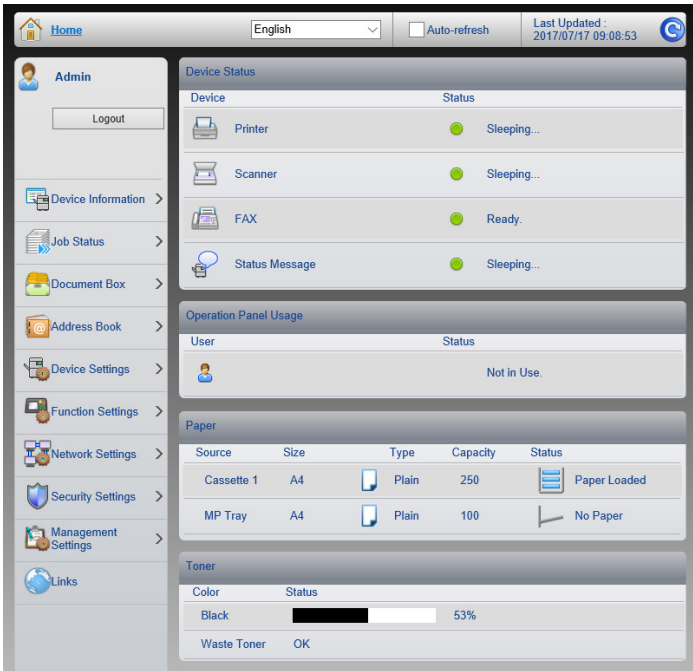 Home
English
Auto-refresh
Last Updated :
2017/07/17 09:08:53
Admin
Logout
Device Information
Job Status
Document Box
Address Book
Device Settings
Function Settings
Network Settings
Security Settings
Management
Settings
Links
Device Status
Device Status
Printer Sleeping...
Scanner Sleeping...
FAX Ready.
Status Message Sleeping...
Operation Panel Usage
User Status
Not in Use.
Paper
Source Size Type Capacity Status
Cassette 1 A4 Plain 250 Paper Loaded
MP Tray A4 Plain 100 No Paper
Toner
Color Status
Black 53%
Waste Toner OK